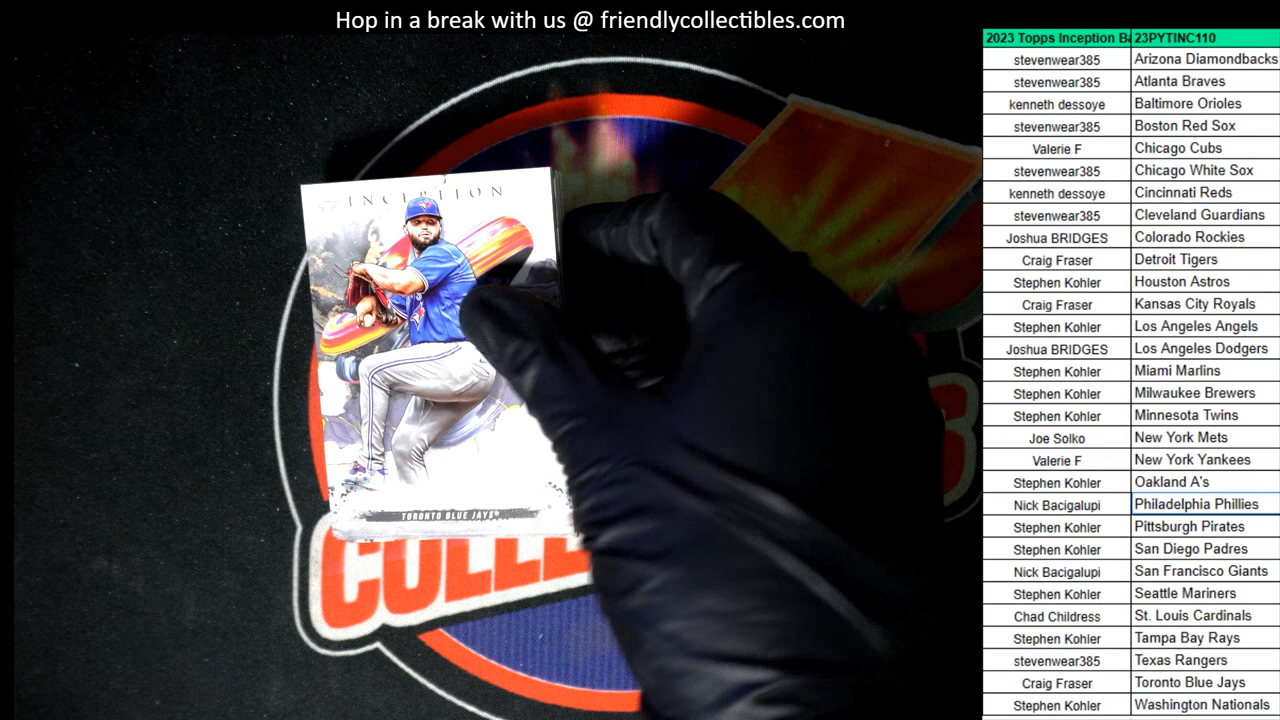 Hop in a break with us @ friendlycollectibles.com
2023 Topps Inception Ba 23PYTINC110
stevenwear385 Arizona Diamondbacks
stevenwear385 Atlanta Braves
kenneth dessoye Baltimore Orioles
stevenwear385 Boston Red Sox
Valerie F Chicago Cubs
stevenwear385 Chicago White Sox
kenneth dessoye Cincinnati Reds
stevenwear385 Cleveland Guardians
Joshua BRIDGES Colorado Rockies
Craig Fraser Detroit Tigers
Stephen Kohler Houston Astros
Craig Fraser Kansas City Royals
Stephen Kohler Los Angeles Angels
Joshua BRIDGES Los Angeles Dodgers
Stephen Kohler Miami Marlins
Stephen Kohler Milwaukee Brewers
Stephen Kohler Minnesota Twins
Joe Solko New York Mets
Valerie F New York Yankees
Stephen Kohler Oakland A's
Nick Bacigalupi Philadelphia Phillies
Stephen Kohler Pittsburgh Pirates
Stephen Kohler San Diego Padres
Nick Bacigalupi San Francisco Giants
Stephen Kohler Seattle Mariners
Chad Childress St. Louis Cardinals
Stephen Kohler Tampa Bay Rays
stevenwear385 Texas Rangers
Craig Fraser Toronto Blue Jays
Stephen Kohler Washington Nationals
INCEPTION
TORONTO BLUE JAYS
COLLE